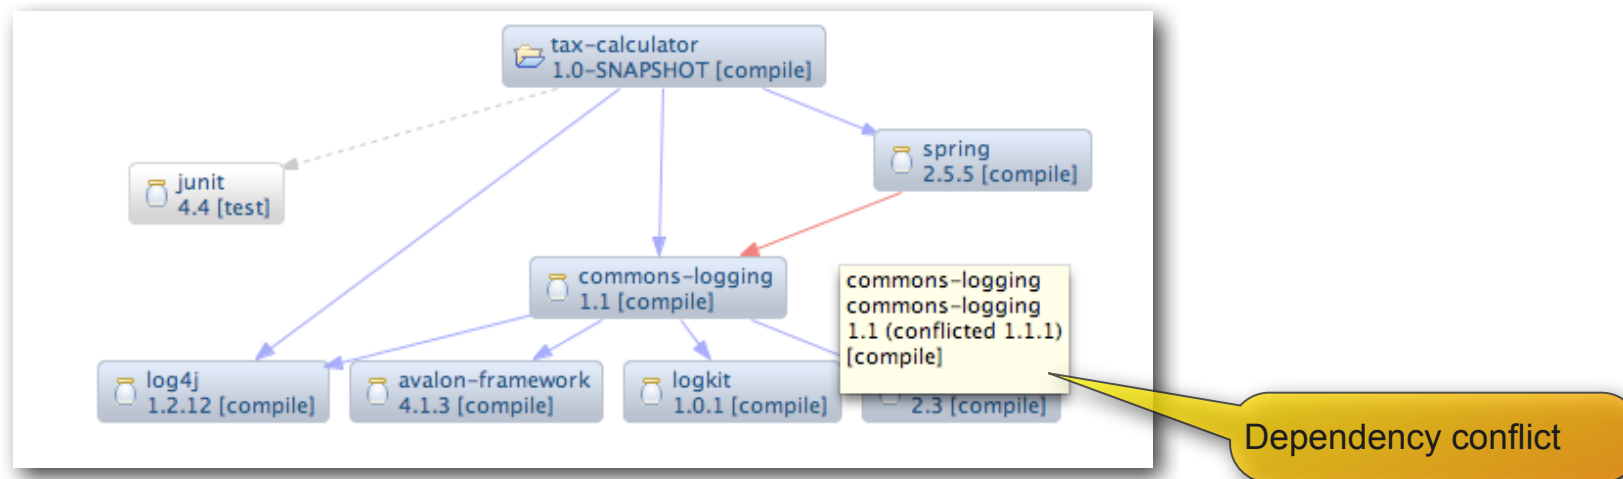 tax-calculator
1.0-SNAPSHOT [compile]
spring
2.5.5 [compile]
junit
4.4 [test]
commons-logging
1.1 [compile]
commons-logging
commons-logging
1.1 (conflicted 1.1.1)
[compile]
log4j
1.2.12 [compile]
avalon-framework
4.1.3 [compile]
logkit
1.0.1 [compile]
2.3 [compile]
Dependency conflict